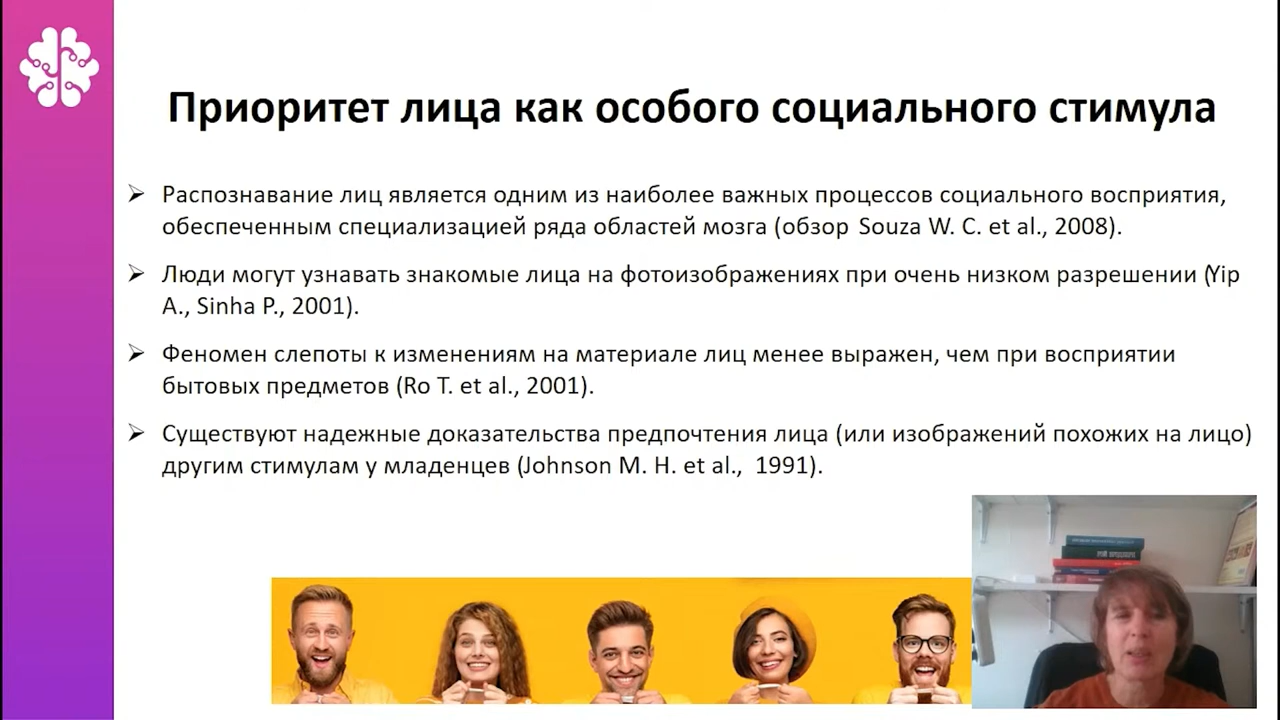 Приоритет лица как особого социального стимула
Распознавание лиц является одним из наиболее важных процессов социального восприятия,
обеспеченным специализацией ряда областей мозга (обзор Souza W. C. et al., 2008).
Люди могут узнавать знакомые лица на фотоизображениях при очень низком разрешении (Yip
A., Sinha P., 2001).
Феномен слепоты к изменениям на материале лиц менее выражен, чем при восприятии
бытовых предметов (Ro T. et al., 2001).
Существуют надежные доказательства предпочтения лица (или изображений похожих на лицо)
другим стимулам у младенцев (Johnson M. H. et al., 1991).